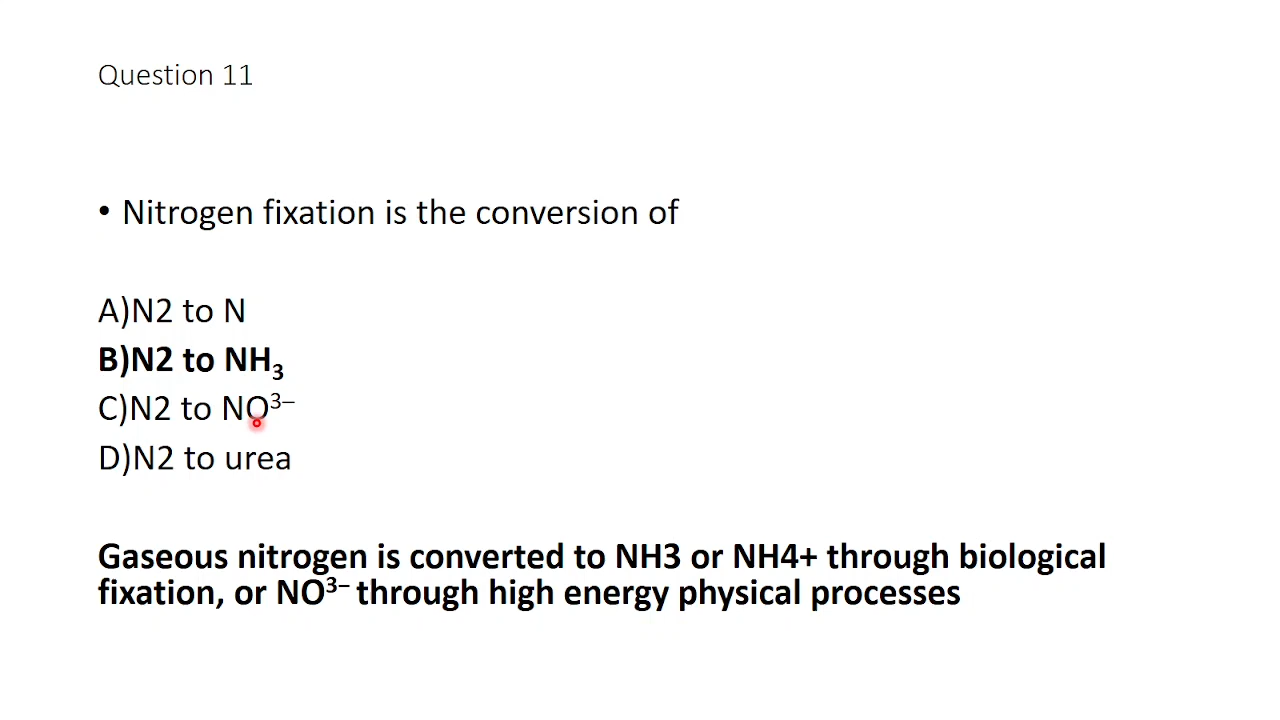 Question 11
• Nitrogen fixation is the conversion of
A)N2 to N
B)N2 to NH₃
C)N2 to NO³⁻
D)N2 to urea
Gaseous nitrogen is converted to NH3 or NH4+ through biological
fixation, or NO³⁻ through high energy physical processes